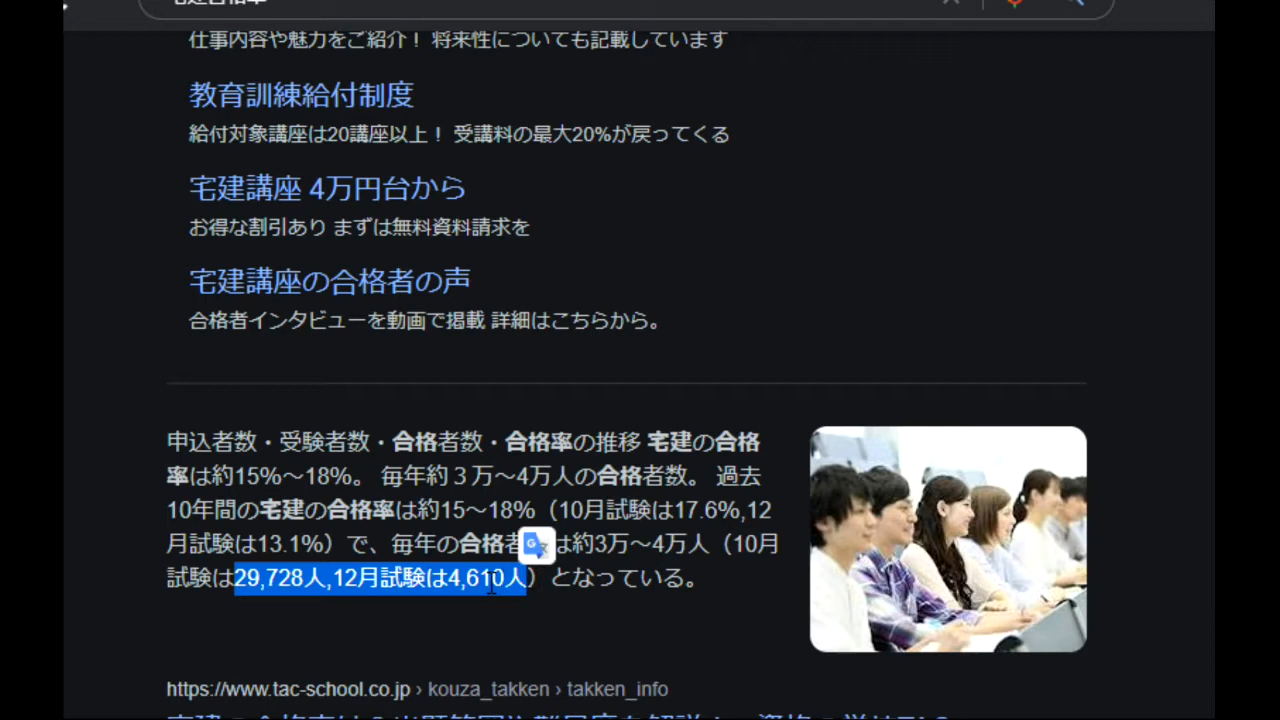 宅建合格率
仕事内容や魅力をご紹介！ 将来性についても記載しています
教育訓練給付制度
給付対象講座は20講座以上！ 受講料の最大20%が戻ってくる
宅建講座 4万円台から
お得な割引あり まずは無料資料請求を
宅建講座の合格者の声
合格者インタビューを動画で掲載 詳細はこちらから。
申込者数・受験者数・合格者数・合格率の推移 宅建の合格
率は約15%～18%。 毎年約３万～4万人の合格者数。 過去
10年間の宅建の合格率は約15～18%（10月試験は17.6%,12
月試験は13.1%）で、毎年の合格者は約3万～4万人（10月
試験は29,728人,12月試験は4,610人）となっている。
https://www.tac-school.co.jp › kouza_takken › takken_info